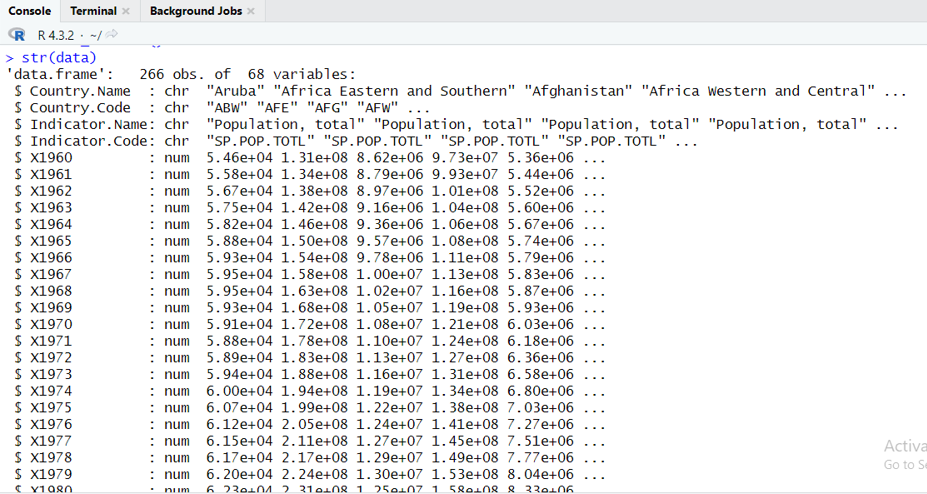 Console Terminal Background Jobs
R 4.3.2 · ~/
> str(data)
'data.frame':   266 obs. of  68 variables:
 $ Country.Name  : chr  "Aruba" "Africa Eastern and Southern" "Afghanistan" "Africa Western and Central" ...
 $ Country.Code  : chr  "ABW" "AFE" "AFG" "AFW" ...
 $ Indicator.Name: chr  "Population, total" "Population, total" "Population, total" "Population, total" ...
 $ Indicator.Code: chr  "SP.POP.TOTL" "SP.POP.TOTL" "SP.POP.TOTL" "SP.POP.TOTL" ...
 $ X1960         : num  5.46e+04 1.31e+08 8.62e+06 9.73e+07 5.36e+06 ...
 $ X1961         : num  5.58e+04 1.34e+08 8.79e+06 9.93e+07 5.44e+06 ...
 $ X1962         : num  5.67e+04 1.38e+08 8.97e+06 1.01e+08 5.52e+06 ...
 $ X1963         : num  5.75e+04 1.42e+08 9.16e+06 1.04e+08 5.60e+06 ...
 $ X1964         : num  5.82e+04 1.46e+08 9.36e+06 1.06e+08 5.67e+06 ...
 $ X1965         : num  5.88e+04 1.50e+08 9.57e+06 1.08e+08 5.74e+06 ...
 $ X1966         : num  5.93e+04 1.54e+08 9.78e+06 1.11e+08 5.79e+06 ...
 $ X1967         : num  5.95e+04 1.58e+08 1.00e+07 1.13e+08 5.83e+06 ...
 $ X1968         : num  5.95e+04 1.63e+08 1.02e+07 1.16e+08 5.87e+06 ...
 $ X1969         : num  5.93e+04 1.68e+08 1.05e+07 1.19e+08 5.93e+06 ...
 $ X1970         : num  5.91e+04 1.72e+08 1.08e+07 1.21e+08 6.03e+06 ...
 $ X1971         : num  5.88e+04 1.78e+08 1.10e+07 1.24e+08 6.18e+06 ...
 $ X1972         : num  5.89e+04 1.83e+08 1.13e+07 1.27e+08 6.36e+06 ...
 $ X1973         : num  5.94e+04 1.88e+08 1.16e+07 1.31e+08 6.58e+06 ...
 $ X1974         : num  6.00e+04 1.94e+08 1.19e+07 1.34e+08 6.80e+06 ...
 $ X1975         : num  6.07e+04 1.99e+08 1.22e+07 1.38e+08 7.03e+06 ...
 $ X1976         : num  6.12e+04 2.05e+08 1.24e+07 1.41e+08 7.27e+06 ...
 $ X1977         : num  6.15e+04 2.11e+08 1.27e+07 1.45e+08 7.51e+06 ...
 $ X1978         : num  6.17e+04 2.17e+08 1.29e+07 1.49e+08 7.77e+06 ...
 $ X1979         : num  6.20e+04 2.24e+08 1.30e+07 1.53e+08 8.04e+06 ...
 $ X1980         : num  6.23e+04 2.31e+08 1.25e+07 1.58e+08 8.33e+06 ...
Activa
Go to Se